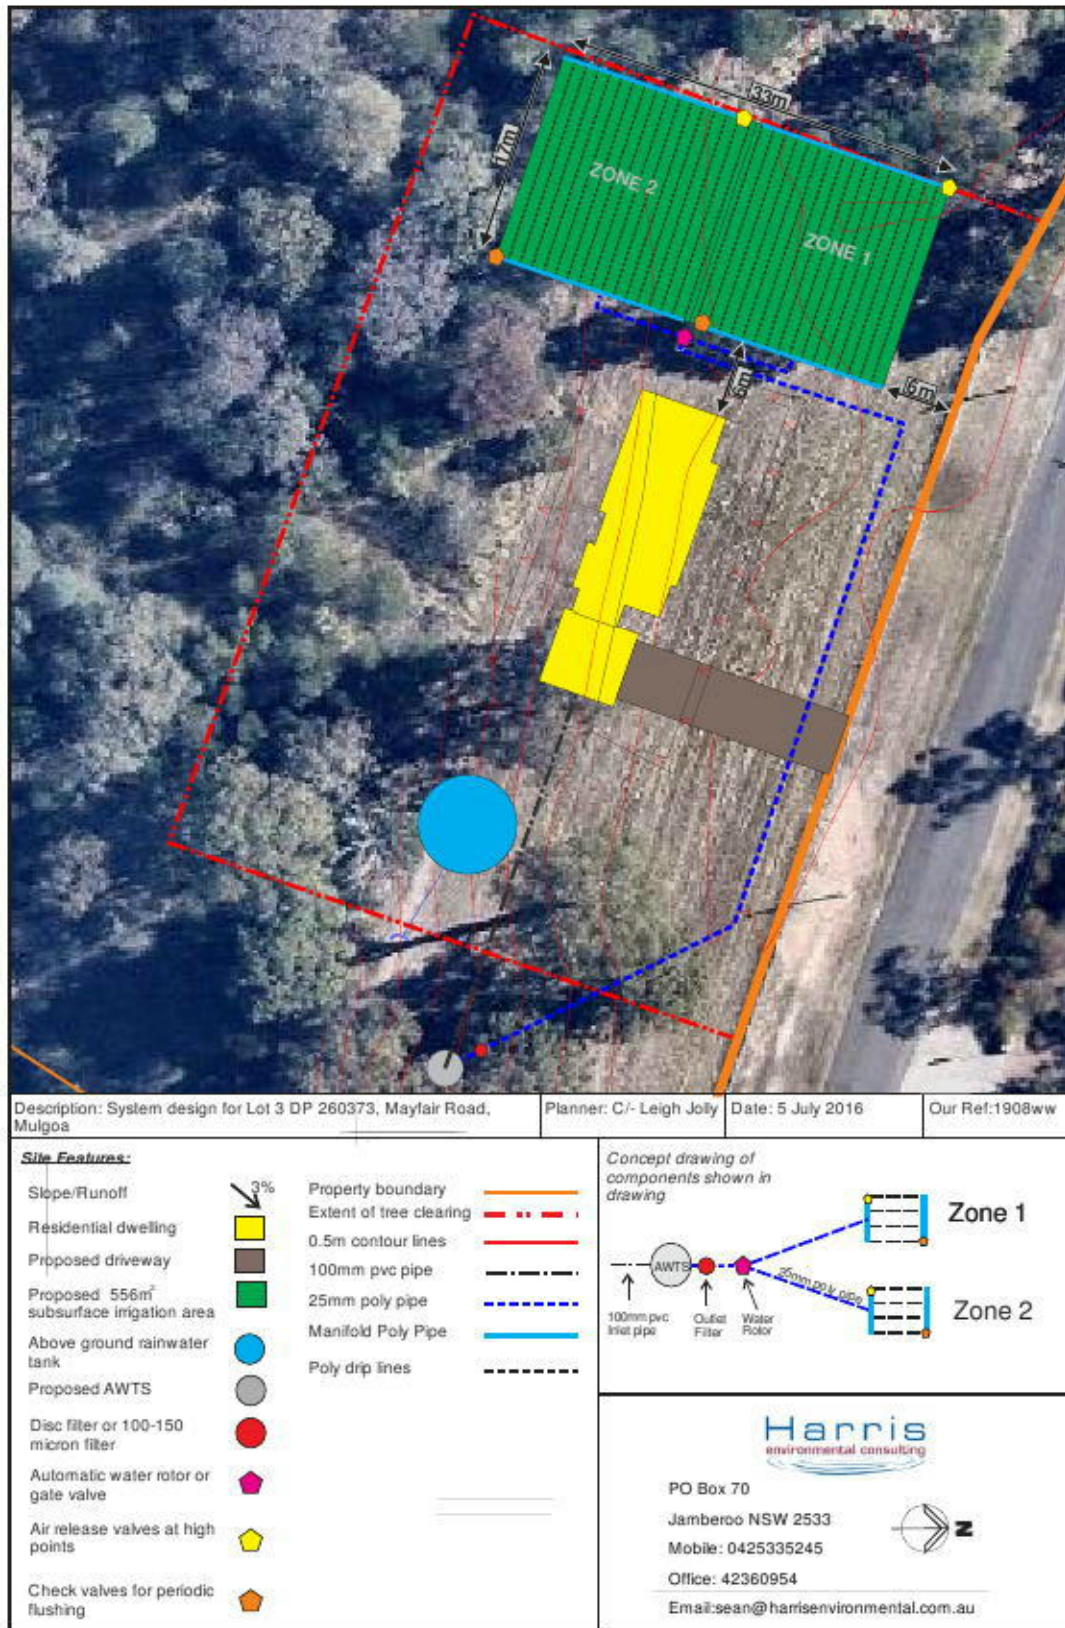 33m
17m
ZONE 2
ZONE 1
6m
6m
Description: System design for Lot 3 DP 260373, Mayfair Road,
Mulgoa
Planner: C/- Leigh Jolly
Date: 5 July 2016
Our Ref:1908ww
Site Features:
Slope/Runoff
3%
Residential dwelling
Proposed driveway
Proposed 556m²
subsurface irrigation area
Above ground rainwater
tank
Proposed AWTS
Disc filter or 100-150
micron filter
Automatic water rotor or
gate valve
Air release valves at high
points
Check valves for periodic
flushing
Property boundary
Extent of tree clearing
0.5m contour lines
100mm pvc pipe
25mm poly pipe
Manifold Poly Pipe
Poly drip lines
Concept drawing of
components shown in
drawing
Zone 1
AWTS
25mm poly pipe
Zone 2
100mm pvc
Inlet pipe
Outlet
Filter
Water
Rotor
Harris
environmental consulting
PO Box 70
Jamberoo NSW 2533
N
Mobile: 0425335245
Office: 42360954
Email:sean@harrisenvironmental.com.au